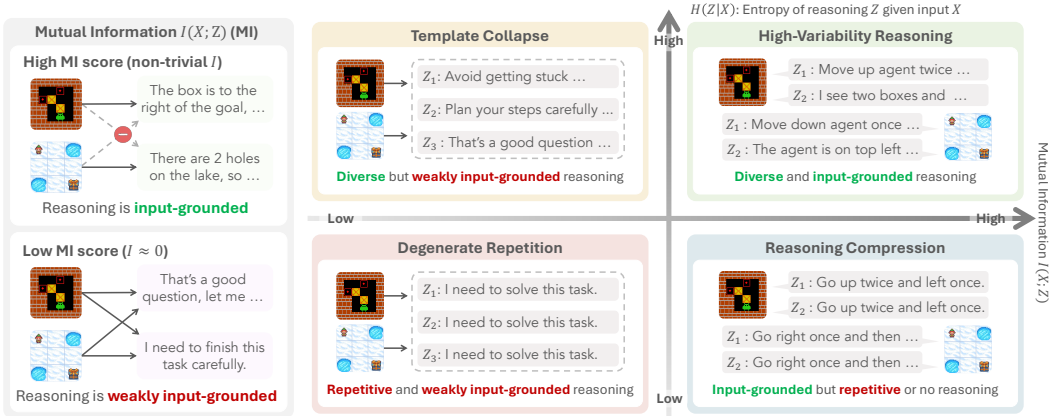 Mutual Information I(X; Z) (MI)
High MI score (non-trivial I)
The box is to the
right of the goal, ...
There are 2 holes
on the lake, so ...
Reasoning is input-grounded
Low MI score (I ≈ 0)
That's a good
question, let me ...
I need to finish this
task carefully.
Reasoning is weakly input-grounded
H(Z|X): Entropy of reasoning Z given input X
High
Template Collapse
Z1: Avoid getting stuck ...
Z2: Plan your steps carefully ...
Z3 : That's a good question ...
Diverse but weakly input-grounded reasoning
High-Variability Reasoning
Z1 : Move up agent twice ...
Z2 : I see two boxes and ...
Z1 : Move down agent once ...
Z2 : The agent is on top left ...
Diverse and input-grounded reasoning
Low
High
Mutual Information I(X; Z)
Degenerate Repetition
Z1: I need to solve this task.
Z2: I need to solve this task.
Z3: I need to solve this task.
Repetitive and weakly input-grounded reasoning
Reasoning Compression
Z1 : Go up twice and left once.
Z2 : Go up twice and left once.
Z1 : Go right once and then ...
Z2 : Go right once and then ...
Input-grounded but repetitive or no reasoning
Low